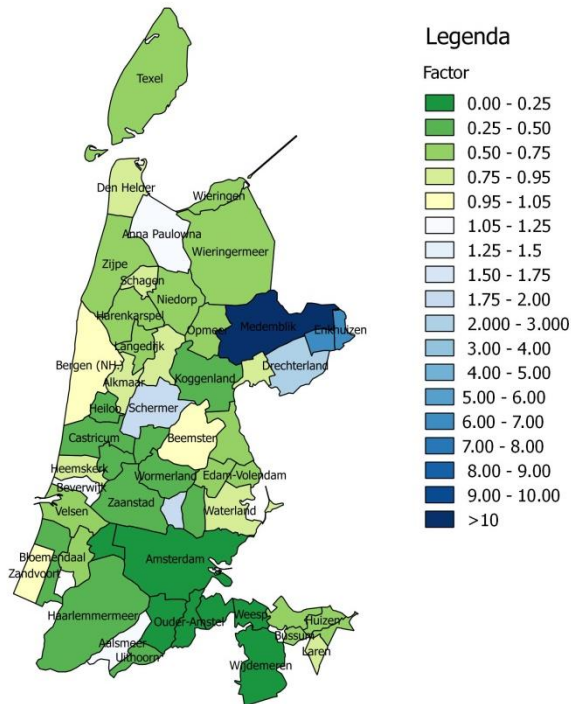 Legenda
Factor
0.00 - 0.25
0.25 - 0.50
0.50 - 0.75
0.75 - 0.95
0.95 - 1.05
1.05 - 1.25
1.25 - 1.5
1.50 - 1.75
1.75 - 2.00
2.000 - 3.000
3.00 - 4.00
4.00 - 5.00
5.00 - 6.00
6.00 - 7.00
7.00 - 8.00
8.00 - 9.00
9.00 - 10.00
>10
Texel
Den Helder
Wieringen
Anna Paulowna
Wieringermeer
Zijpe
Schagen
Niedorp
Harenkarspel
Opmeer
Medemblik
Enkhuizen
Langedijk
Bergen (NH.)
Drechterland
Alkmaar
Koggenland
Heiloo
Schermer
Castricum
Beemster
Heemskerk
Wormerland
Edam-Volendam
Beverwijk
Zaanstad
Velsen
Waterland
Bloemendaal
Amsterdam
Zandvoort
Haarlemmermeer
Ouder-Amstel
Weesp
Huizen
Aalsmeer
Bussum
Uithoorn
Laren
Wijdemeren